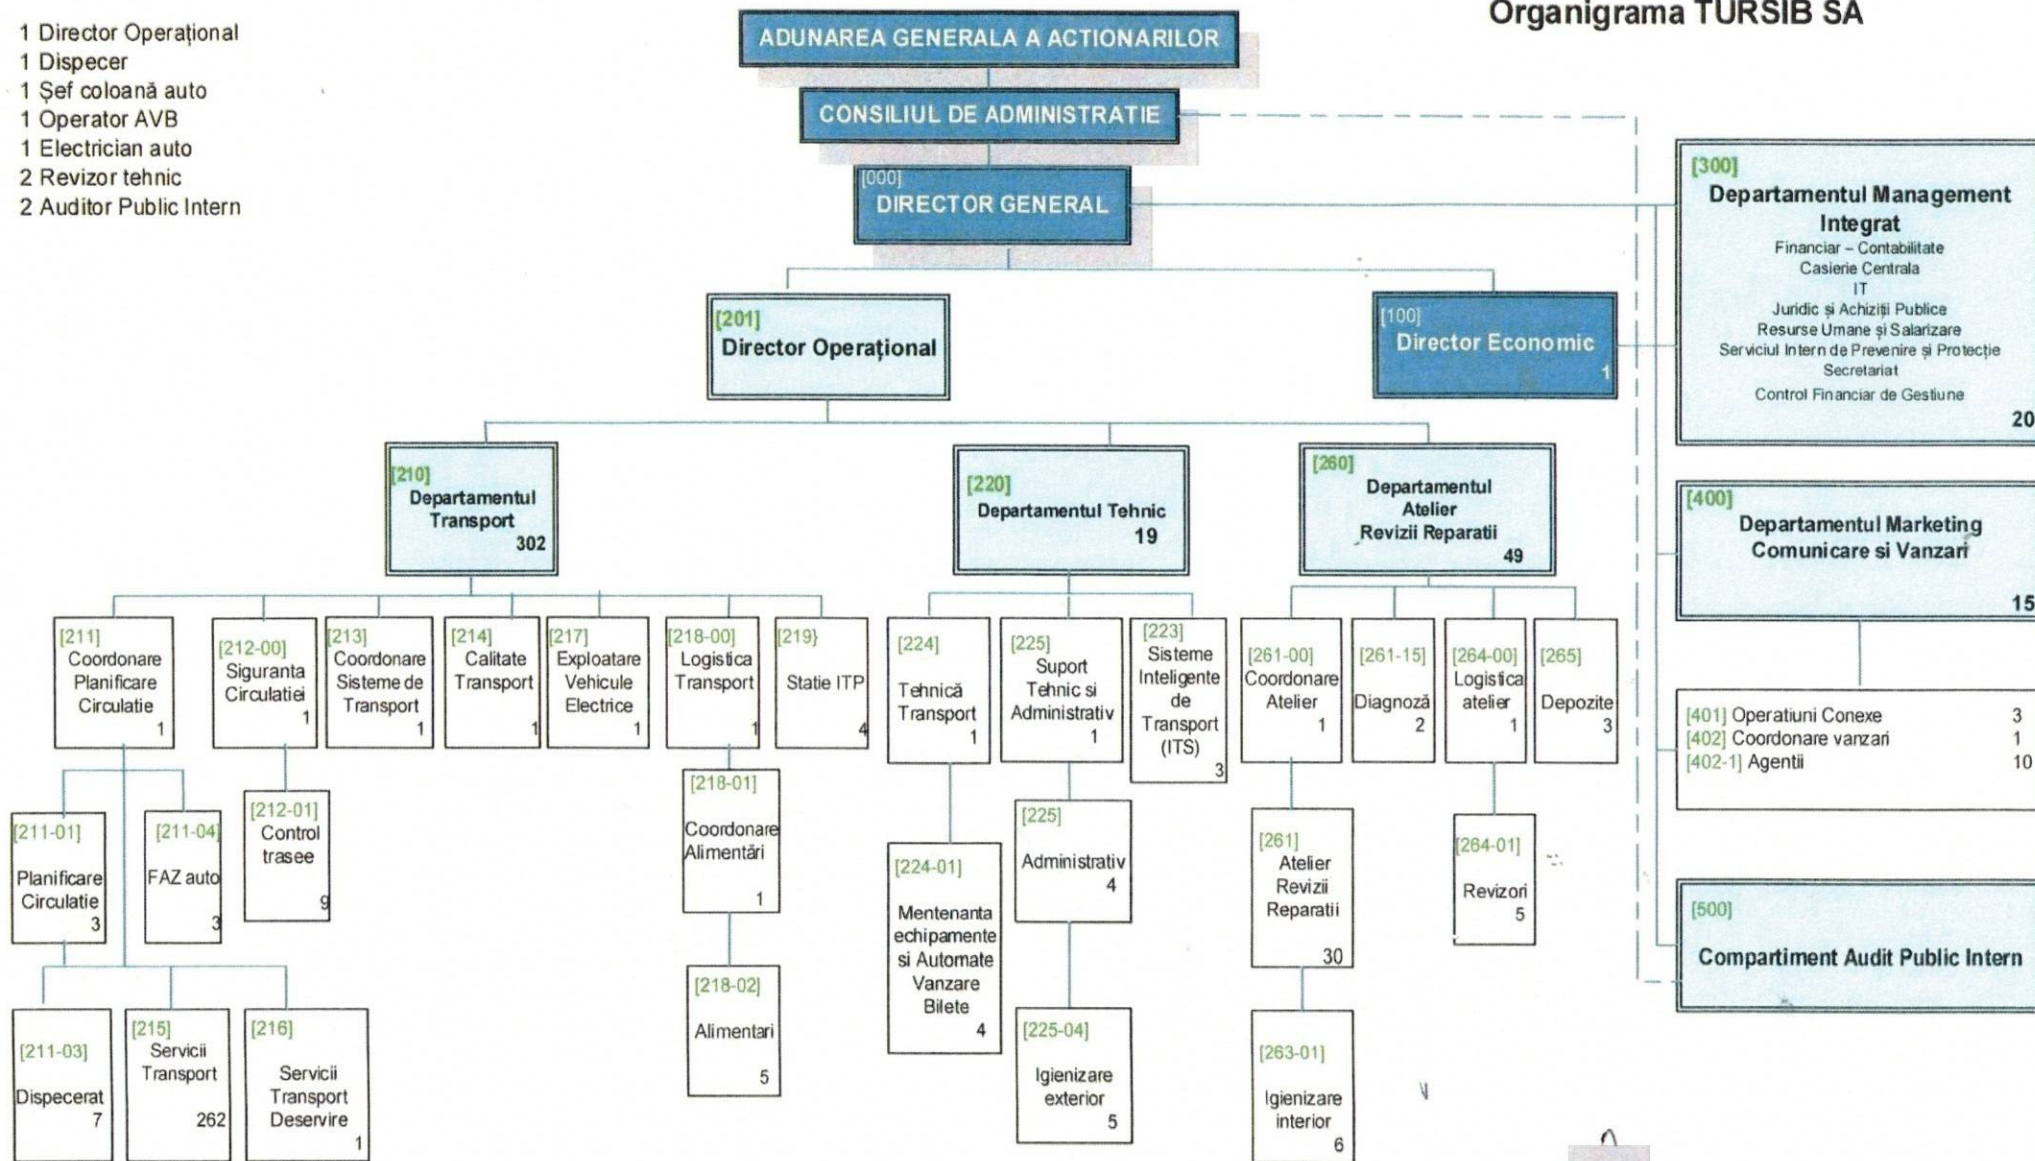 Organigrama TURSIB SA
1 Director Operațional
1 Dispecer
1 Șef coloană auto
1 Operator AVB
1 Electrician auto
2 Revizor tehnic
2 Auditor Public Intern
ADUNAREA GENERALA A ACTIONARILOR
CONSILIUL DE ADMINISTRATIE
[000]
DIRECTOR GENERAL
[300]
Departamentul Management
Integrat
Financiar – Contabilitate
Casierie Centrala
IT
Juridic și Achiziții Publice
Resurse Umane și Salarizare
Serviciul Intern de Prevenire și Protecție
Secretariat
Control Financiar de Gestiune
20
[201]
Director Operațional
[100]
Director Economic
1
[210]
Departamentul
Transport
302
[220]
Departamentul Tehnic
19
[260]
Departamentul
Atelier
Revizii Reparatii
49
[400]
Departamentul Marketing
Comunicare si Vanzari
15
[211]
Coordonare
Planificare
Circulatie
1
[212-00]
Siguranta
Circulatiei
1
[213]
Coordonare
Sisteme de
Transport
1
[214]
Calitate
Transport
1
[217]
Exploatare
Vehicule
Electrice
1
[218-00]
Logistica
Transport
1
[219}
Statie ITP
4
[224]
Tehnică
Transport
1
[225]
Suport
Tehnic si
Administrativ
1
[223]
Sisteme
Inteligente
de
Transport
(ITS)
3
[261-00]
Coordonare
Atelier
1
[261-15]
Diagnoză
2
[264-00]
Logistica
atelier
1
[265]
Depozite
3
[401] Operatiuni Conexe 3
[402] Coordonare vanzari 1
[402-1] Agentii 10
[211-01]
Planificare
Circulatie
3
[211-04]
FAZ auto
3
[212-01]
Control
trasee
9
[218-01]
Coordonare
Alimentări
1
[224-01]
Mentenanta
echipamente
si Automate
Vanzare
Bilete
4
[225]
Administrativ
4
[261]
Atelier
Revizii
Reparatii
30
[264-01]
Revizori
5
[500]
Compartiment Audit Public Intern
[211-03]
Dispecerat
7
[215]
Servicii
Transport
262
[216]
Servicii
Transport
Deservire
1
[218-02]
Alimentari
5
[225-04]
Igienizare
exterior
5
[263-01]
Igienizare
interior
6